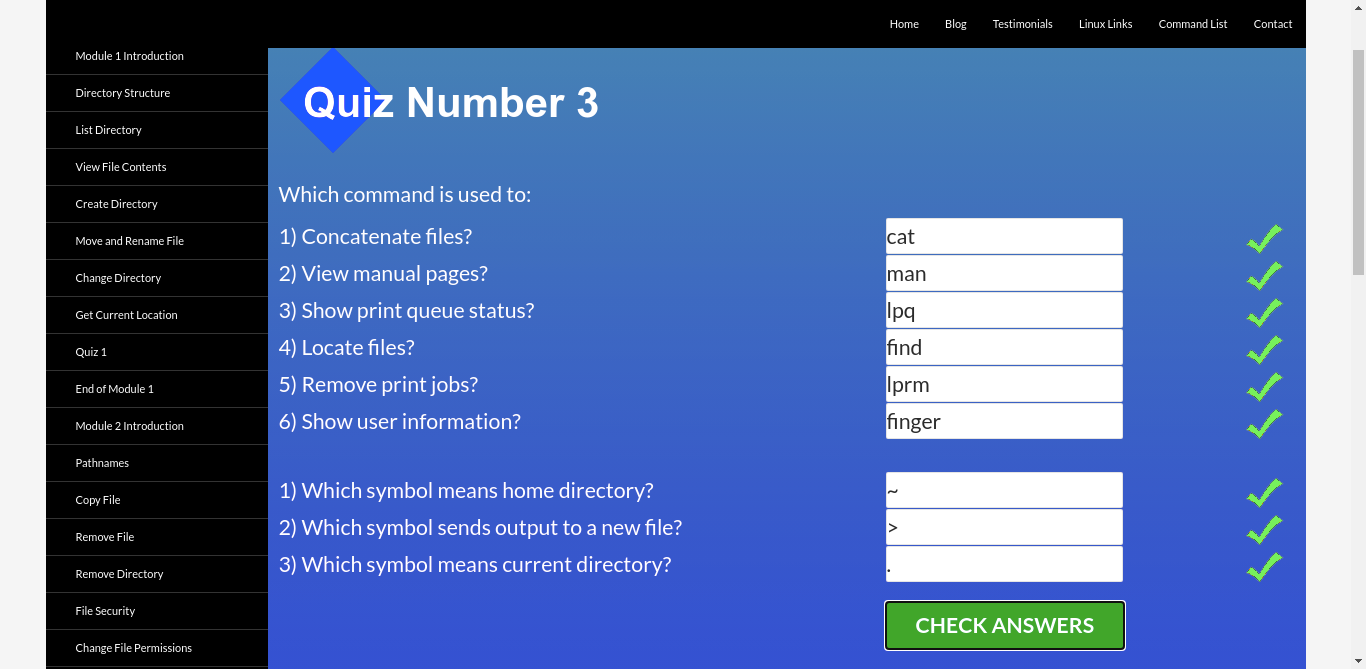 Home Blog Testimonials Linux Links Command List Contact
Module 1 Introduction
Directory Structure
List Directory
View File Contents
Create Directory
Move and Rename File
Change Directory
Get Current Location
Quiz 1
End of Module 1
Module 2 Introduction
Pathnames
Copy File
Remove File
Remove Directory
File Security
Change File Permissions
Quiz Number 3
Which command is used to:
1) Concatenate files? cat
2) View manual pages? man
3) Show print queue status? lpq
4) Locate files? find
5) Remove print jobs? lprm
6) Show user information? finger
1) Which symbol means home directory? ~
2) Which symbol sends output to a new file? >
3) Which symbol means current directory? .
CHECK ANSWERS